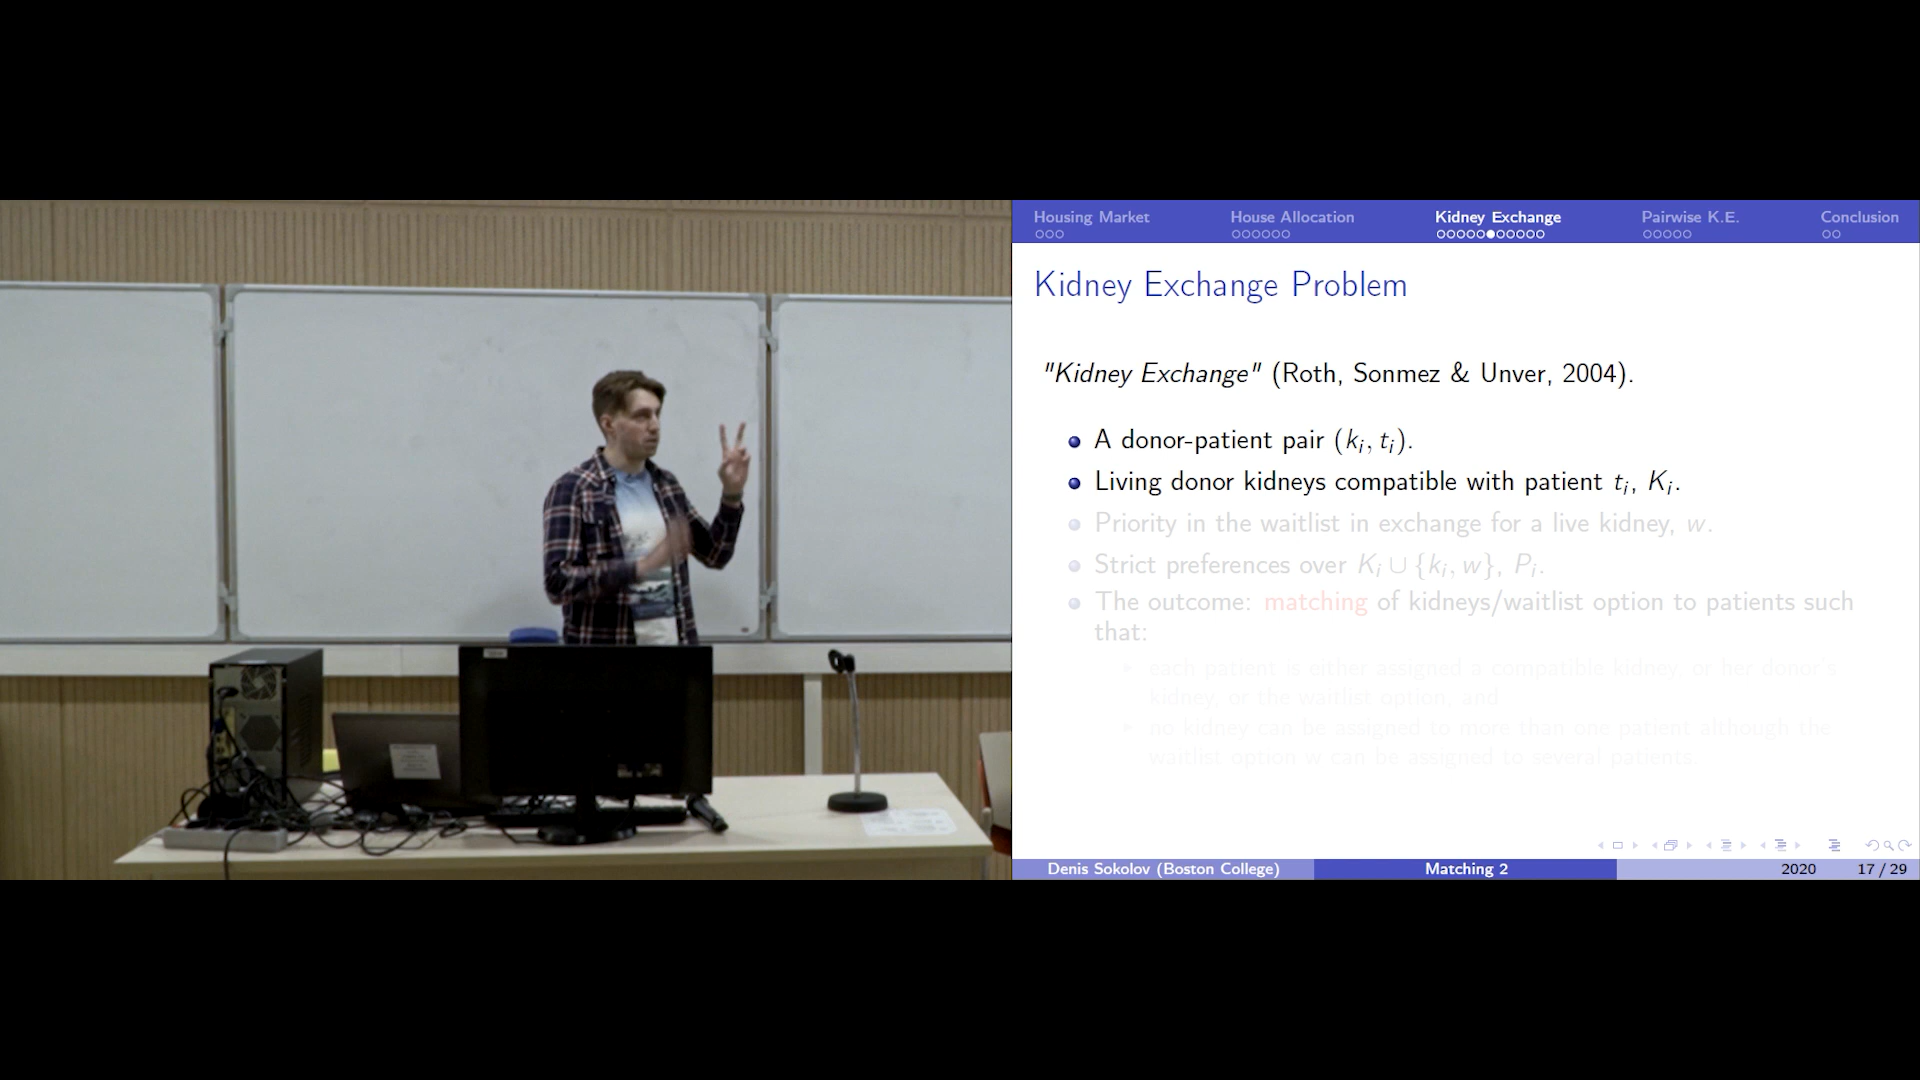 Housing Market House Allocation Kidney Exchange Pairwise K.E. Conclusion
Kidney Exchange Problem
"Kidney Exchange" (Roth, Sonmez & Unver, 2004).
A donor-patient pair (kᵢ, tᵢ).
Living donor kidneys compatible with patient tᵢ, Kᵢ.
Priority in the waitlist in exchange for a live kidney, w.
Strict preferences over Kᵢ ∪ {kᵢ, w}, Pᵢ.
The outcome: matching of kidneys/waitlist option to patients such
that:
each patient is either assigned a compatible kidney, or her donor's
kidney, or the waitlist option, and
no kidney can be assigned to more than one patient although the
waitlist option w can be assigned to several patients.
Denis Sokolov (Boston College) Matching 2 2020 17 / 29